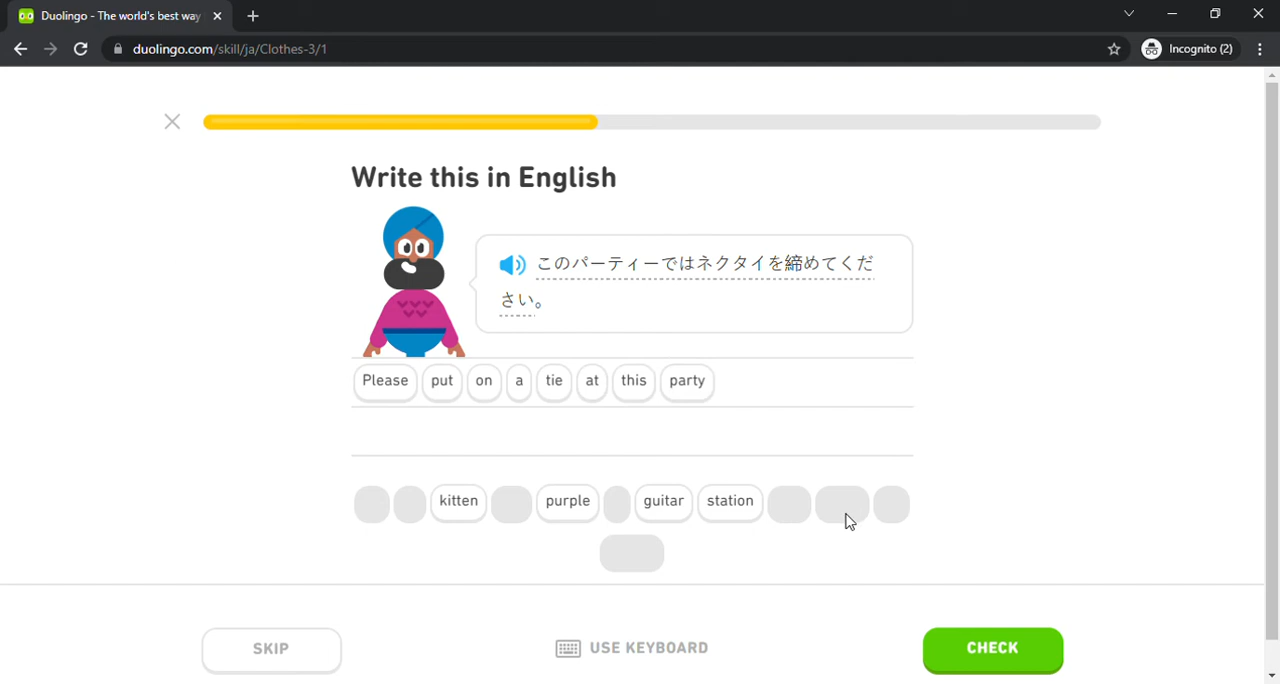 Duolingo - The world's best way
duolingo.com/skill/ja/Clothes-3/1
Incognito (2)
Write this in English
このパーティーではネクタイを締めてくだ
さい。
Please put on a tie at this party
kitten purple guitar station
SKIP USE KEYBOARD CHECK